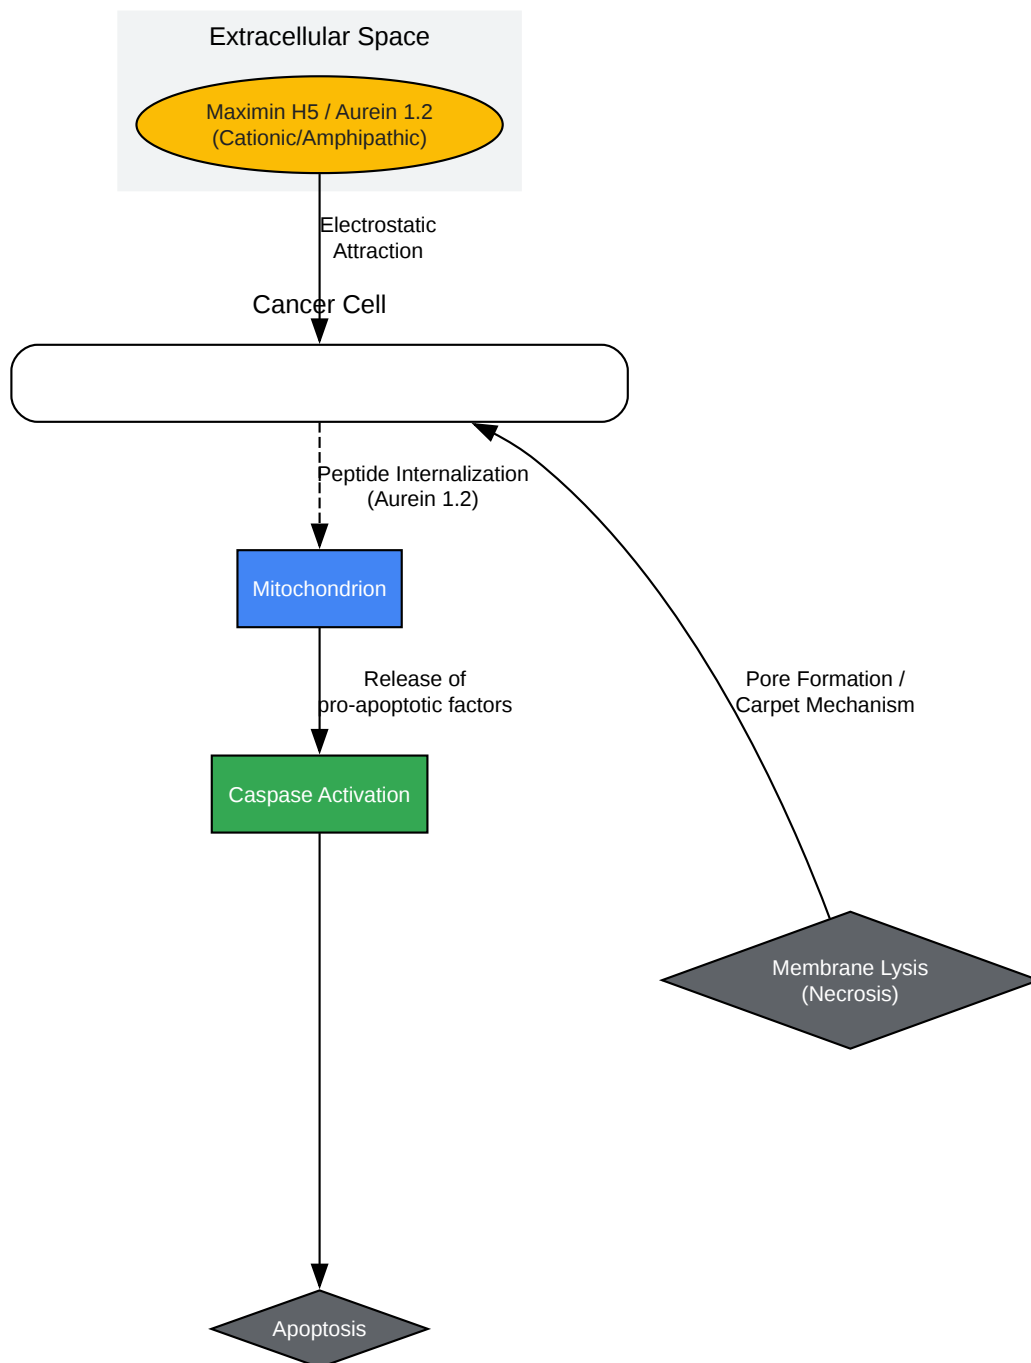 Extracellular Space
Maximin H5 / Aurein 1.2
(Cationic/Amphipathic)
Electrostatic
Attraction
Cancer Cell
Peptide Internalization
(Aurein 1.2)
Mitochondrion
Release of
pro-apoptotic factors
Pore Formation /
Carpet Mechanism
Caspase Activation
Membrane Lysis
(Necrosis)
Apoptosis